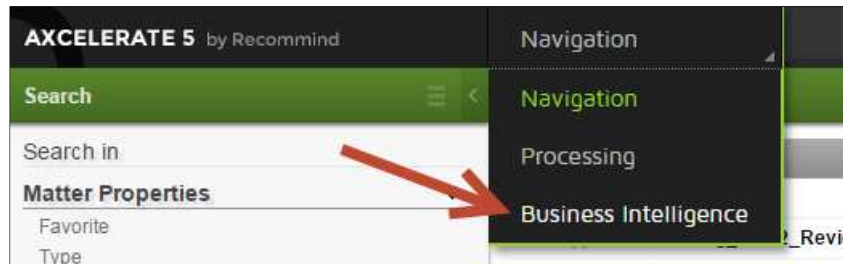 AXCELERATE 5 by Recommind
Navigation
Search
Navigation
Search in
Processing
Matter Properties
Business Intelligence
Favorite
Type